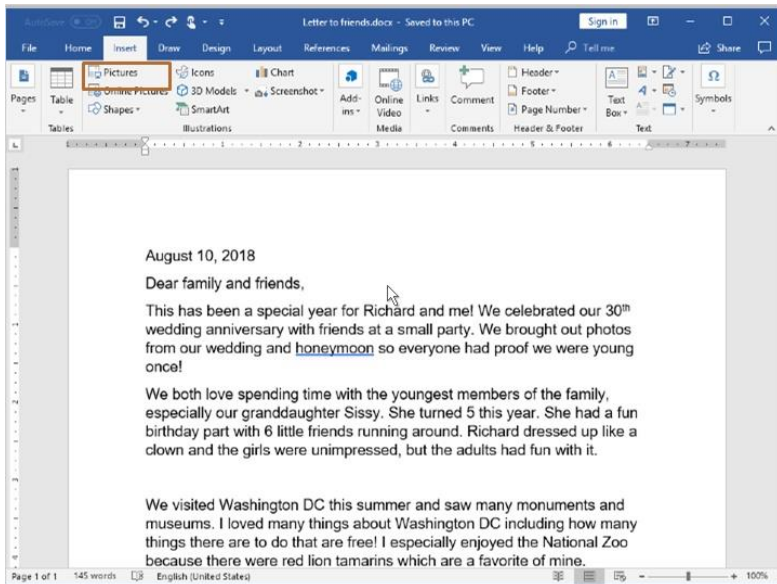 AutoSave Off Letter to friends.docx - Saved to this PC Sign in
File Home Insert Draw Design Layout References Mailings Review View Help Tell me Share
Pictures Icons Chart Header
Online Pictures 3D Models Screenshot Footer
Pages Table Shapes SmartArt Add-ins Online Video Links Comment Page Number Text Box Symbols
Tables Illustrations Media Comments Header & Footer Text
1 2 3 4 5 6 7
August 10, 2018
Dear family and friends,
This has been a special year for Richard and me! We celebrated our 30th
wedding anniversary with friends at a small party. We brought out photos
from our wedding and honeymoon so everyone had proof we were young
once!
We both love spending time with the youngest members of the family,
especially our granddaughter Sissy. She turned 5 this year. She had a fun
birthday part with 6 little friends running around. Richard dressed up like a
clown and the girls were unimpressed, but the adults had fun with it.
We visited Washington DC this summer and saw many monuments and
museums. I loved many things about Washington DC including how many
things there are to do that are free! I especially enjoyed the National Zoo
because there were red lion tamarins which are a favorite of mine.
Page 1 of 1 145 words English (United States) 100%